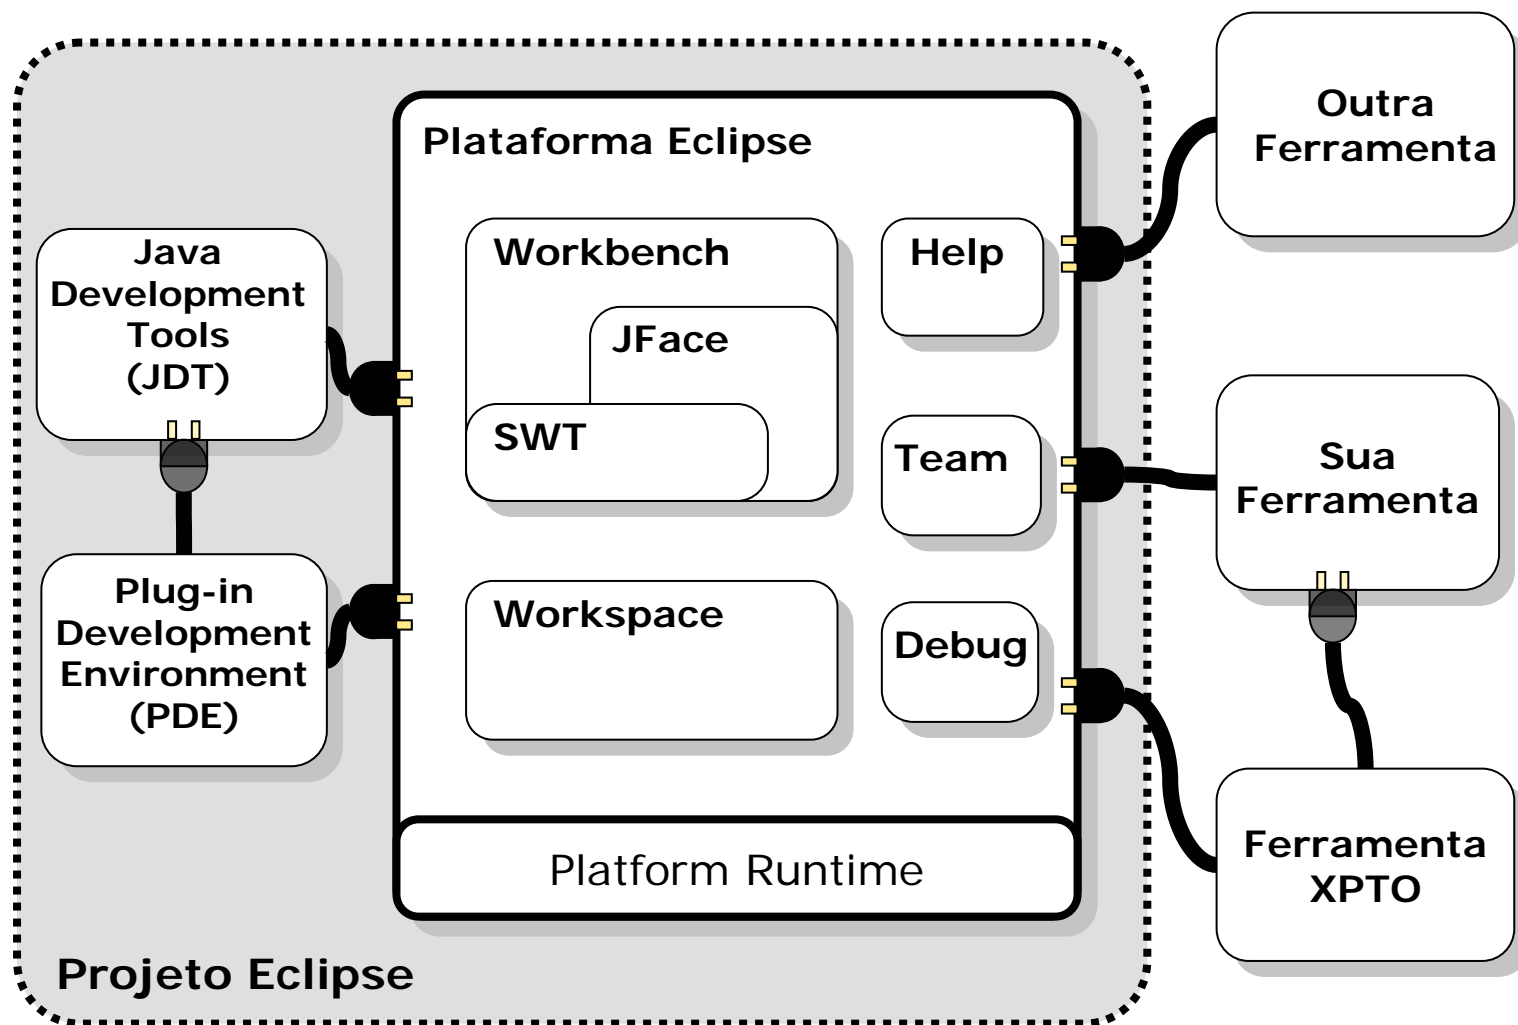 Plataforma Eclipse
Workbench
JFace
SWT
Workspace
Help
Team
Debug
Platform Runtime
Java
Development
Tools
(JDT)
Plug-in
Development
Environment
(PDE)
Projeto Eclipse
Outra
Ferramenta
Sua
Ferramenta
Ferramenta
XPTO